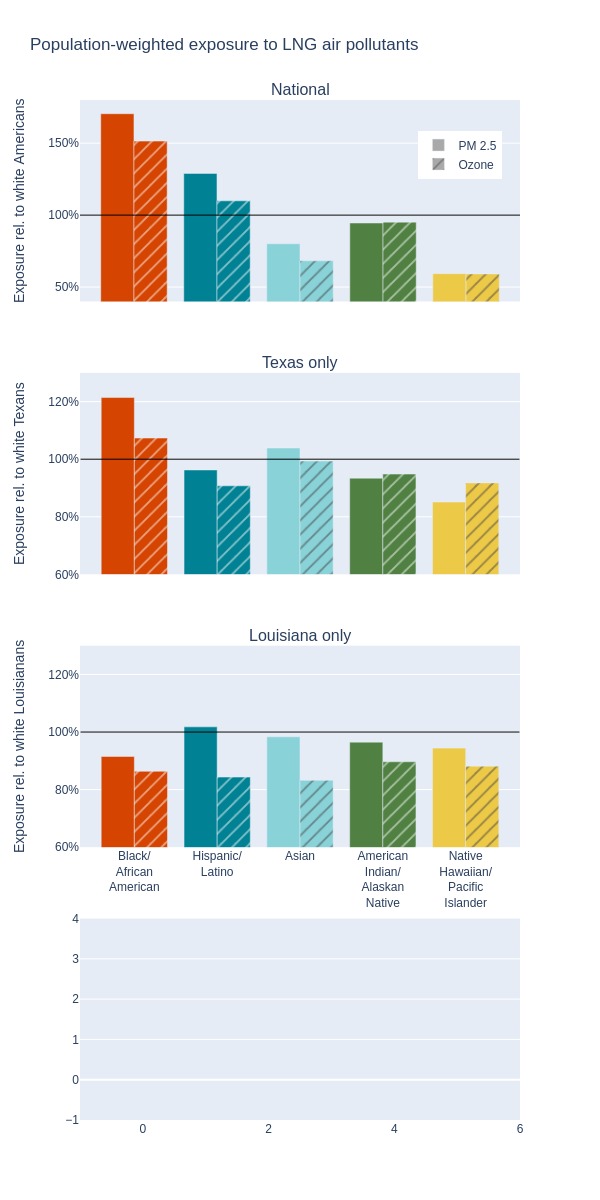 Population-weighted exposure to LNG air pollutants
National
Exposure rel. to white Americans
150%
100%
50%
PM 2.5
Ozone
Texas only
Exposure rel. to white Texans
120%
100%
80%
60%
Louisiana only
Exposure rel. to white Louisianans
120%
100%
80%
60%
Black/
African
American
Hispanic/
Latino
Asian
American
Indian/
Alaskan
Native
Native
Hawaiian/
Pacific
Islander
4
3
2
1
0
−1
0
2
4
6